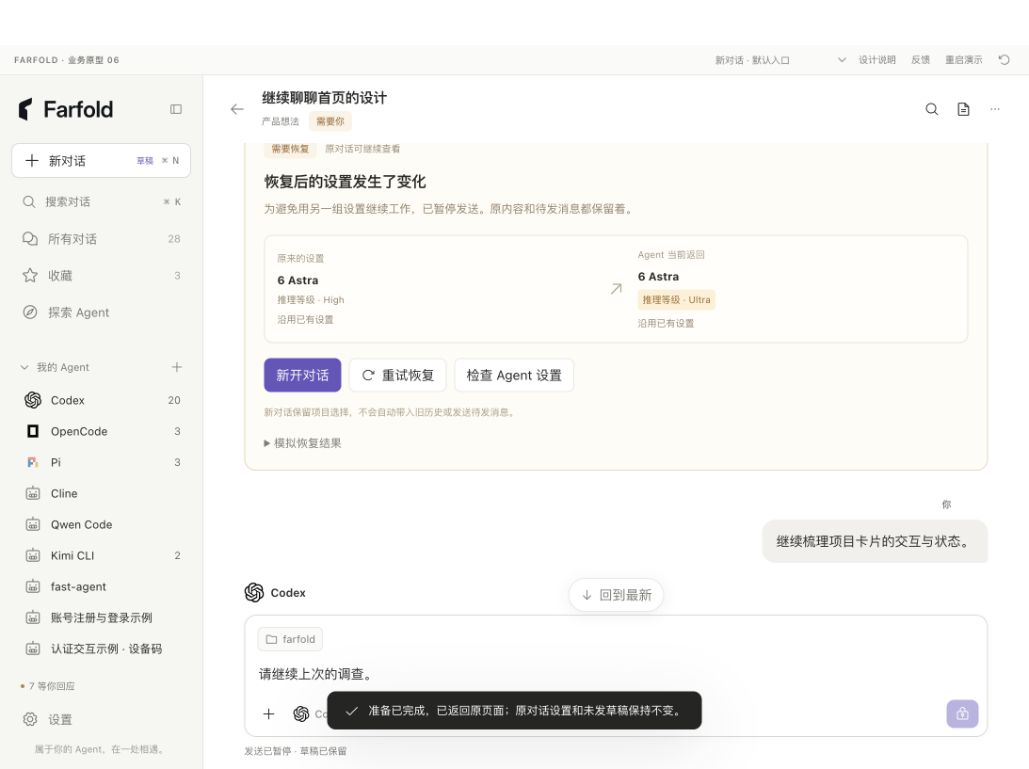 FARFOLD · 业务原型 06
新对话 · 默认入口
设计说明
反馈
重启演示
Farfold
新对话
草稿
⌘ N
搜索对话
⌘ K
所有对话
28
收藏
3
探索 Agent
我的 Agent
Codex
20
OpenCode
3
Pi
3
Cline
Qwen Code
Kimi CLI
2
fast-agent
账号注册与登录示例
认证交互示例 · 设备码
7 等你回应
设置
属于你的 Agent，在一处相遇。
继续聊聊首页的设计
产品想法
需要你
需要恢复
原对话可继续查看
恢复后的设置发生了变化
为避免用另一组设置继续工作，已暂停发送。原内容和待发消息都保留着。
原来的设置
6 Astra
推理等级 · High
沿用已有设置
Agent 当前返回
6 Astra
推理等级 · Ultra
沿用已有设置
新开对话
重试恢复
检查 Agent 设置
新对话保留项目选择，不会自动带入旧历史或发送待发消息。
模拟恢复结果
你
继续梳理项目卡片的交互与状态。
Codex
回到最新
farfold
请继续上次的调查。
准备已完成，已返回原页面；原对话设置和未发草稿保持不变。
发送已暂停 · 草稿已保留